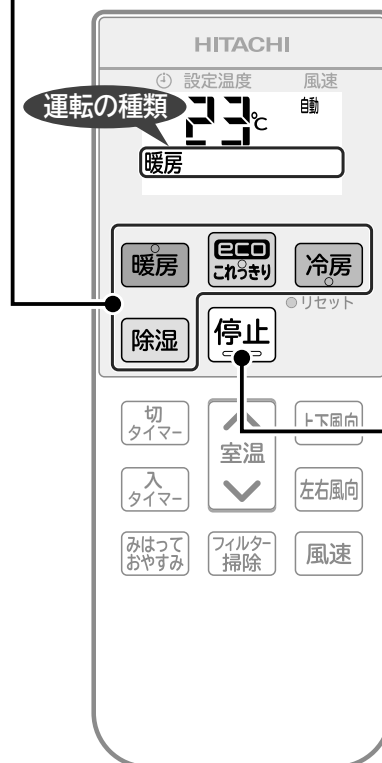 HITACHI
設定温度
風速
運転の種類
23℃
自動
暖房
暖房
eco
これっきり
冷房
リセット
除湿
停止
切
タイマー
室温
上下風向
入
タイマー
左右風向
みはって
おやすみ
フィルター
掃除
風速